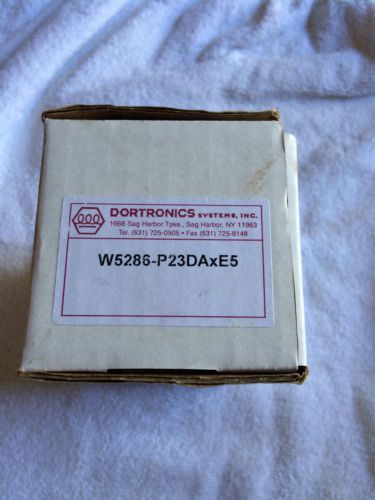 DORTRONICS SYSTEMS, INC.
1668 Sag Harbor Tpke., Sag Harbor, NY 11963
Tel. (631) 725-0505 • Fax (631) 725-8148
W5286-P23DAxE5